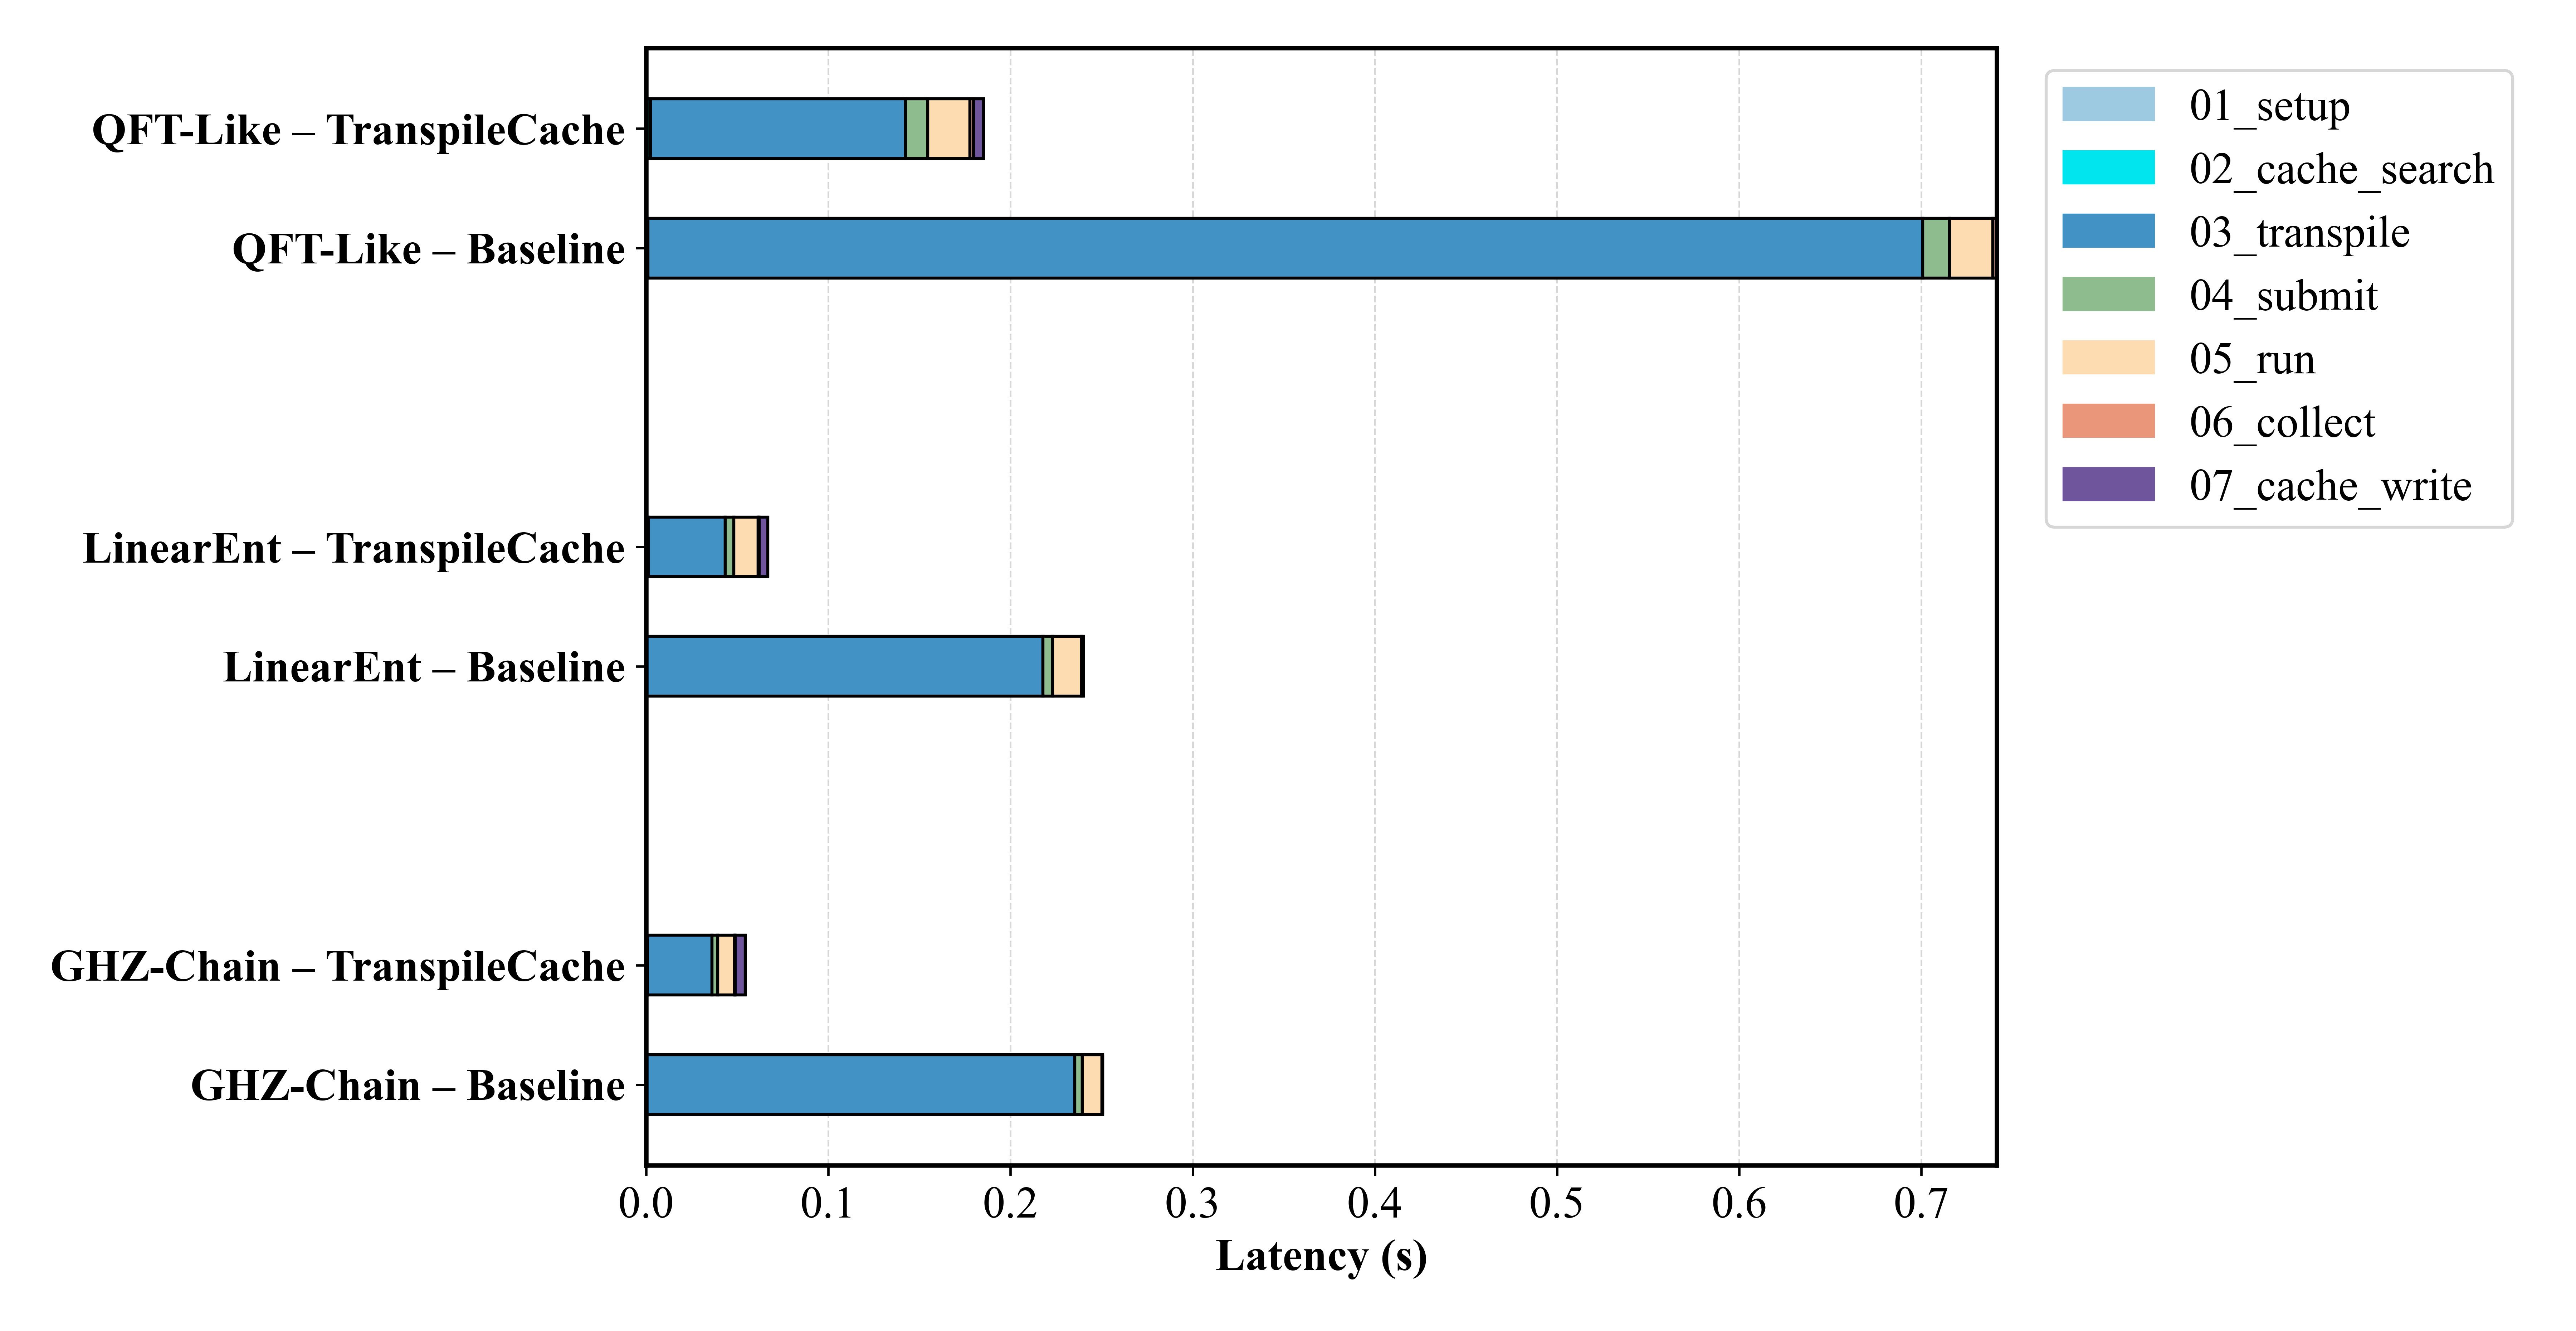 QFT-Like – TranspileCache
QFT-Like – Baseline
LinearEnt – TranspileCache
LinearEnt – Baseline
GHZ-Chain – TranspileCache
GHZ-Chain – Baseline
0.0 0.1 0.2 0.3 0.4 0.5 0.6 0.7
Latency (s)
01_setup
02_cache_search
03_transpile
04_submit
05_run
06_collect
07_cache_write